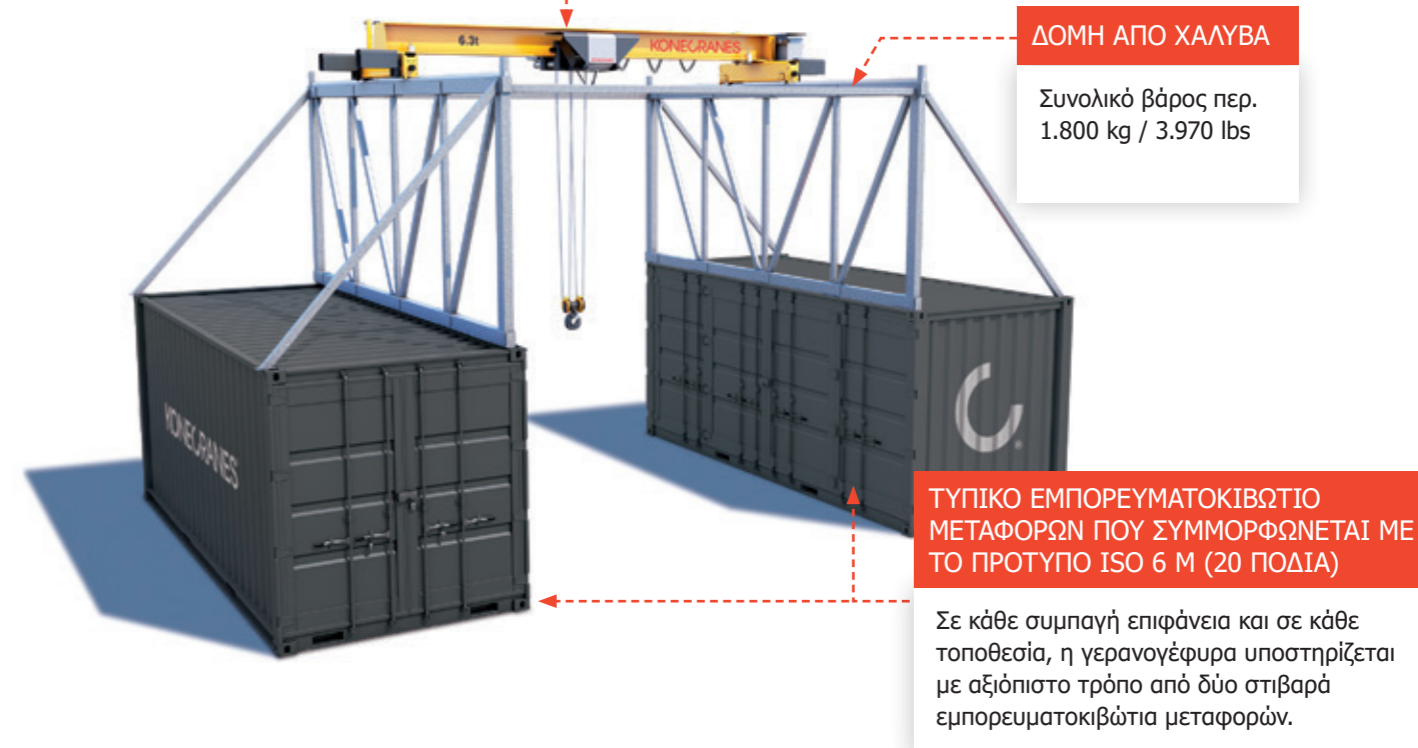 6.3t
KONECRANES
ΔΟΜΗ ΑΠΟ ΧΑΛΥΒΑ
Συνολικό βάρος περ.
1.800 kg / 3.970 lbs
KONECRANES
ΤΥΠΙΚΟ ΕΜΠΟΡΕΥΜΑΤΟΚΙΒΩΤΙΟ
ΜΕΤΑΦΟΡΩΝ ΠΟΥ ΣΥΜΜΟΡΦΩΝΕΤΑΙ ΜΕ
ΤΟ ΠΡΟΤΥΠΟ ISO 6 M (20 ΠΟΔΙΑ)
Σε κάθε συμπαγή επιφάνεια και σε κάθε
τοποθεσία, η γερανογέφυρα υποστηρίζεται
με αξιόπιστο τρόπο από δύο στιβαρά
εμπορευματοκιβώτια μεταφορών.